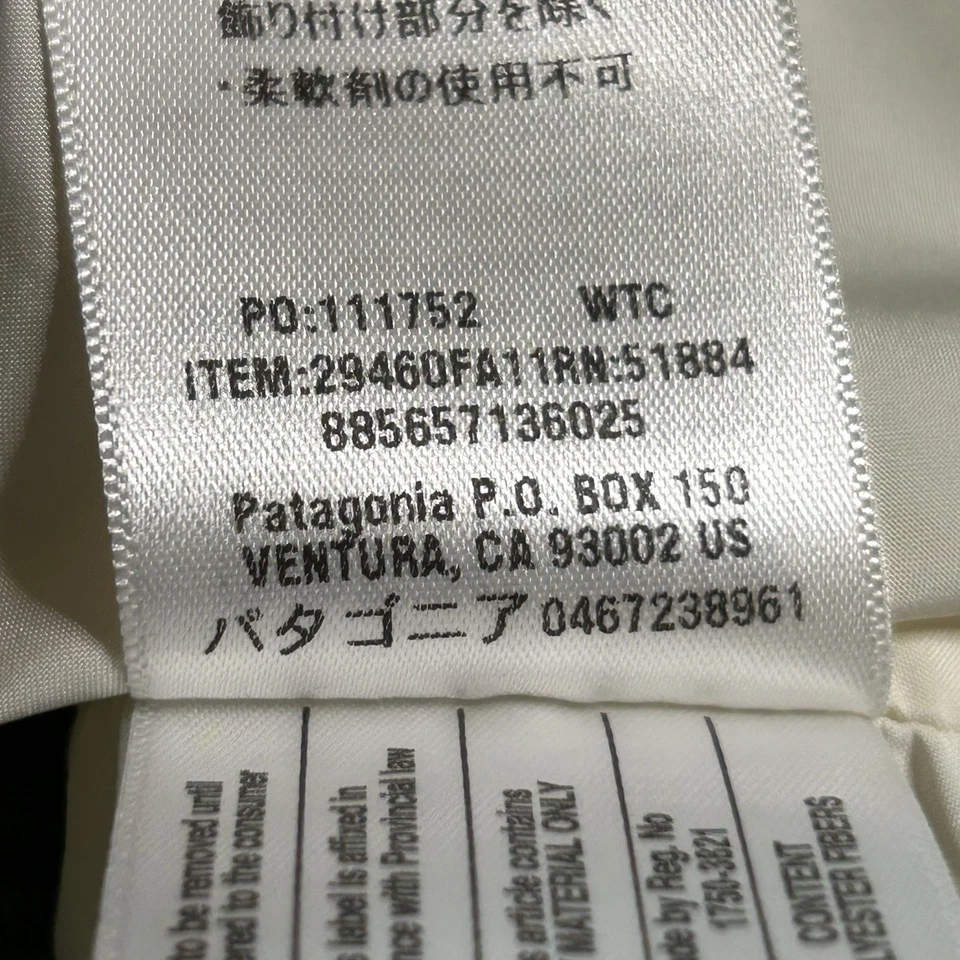 飾り付け部分を除く
・柔軟剤の使用不可
PO:111752 WTC
ITEM:29460FA11RN:51884
885657136025
Patagonia P.O. BOX 150
VENTURA, CA 93002 US
パタゴニア 0467238961
to be removed until
ered to the consumer
label is affixed in
nce with Provincial law
article contains
MATERIAL ONLY
de by Reg. No
1750-3821
CONTENT
LYESTER FIBERS